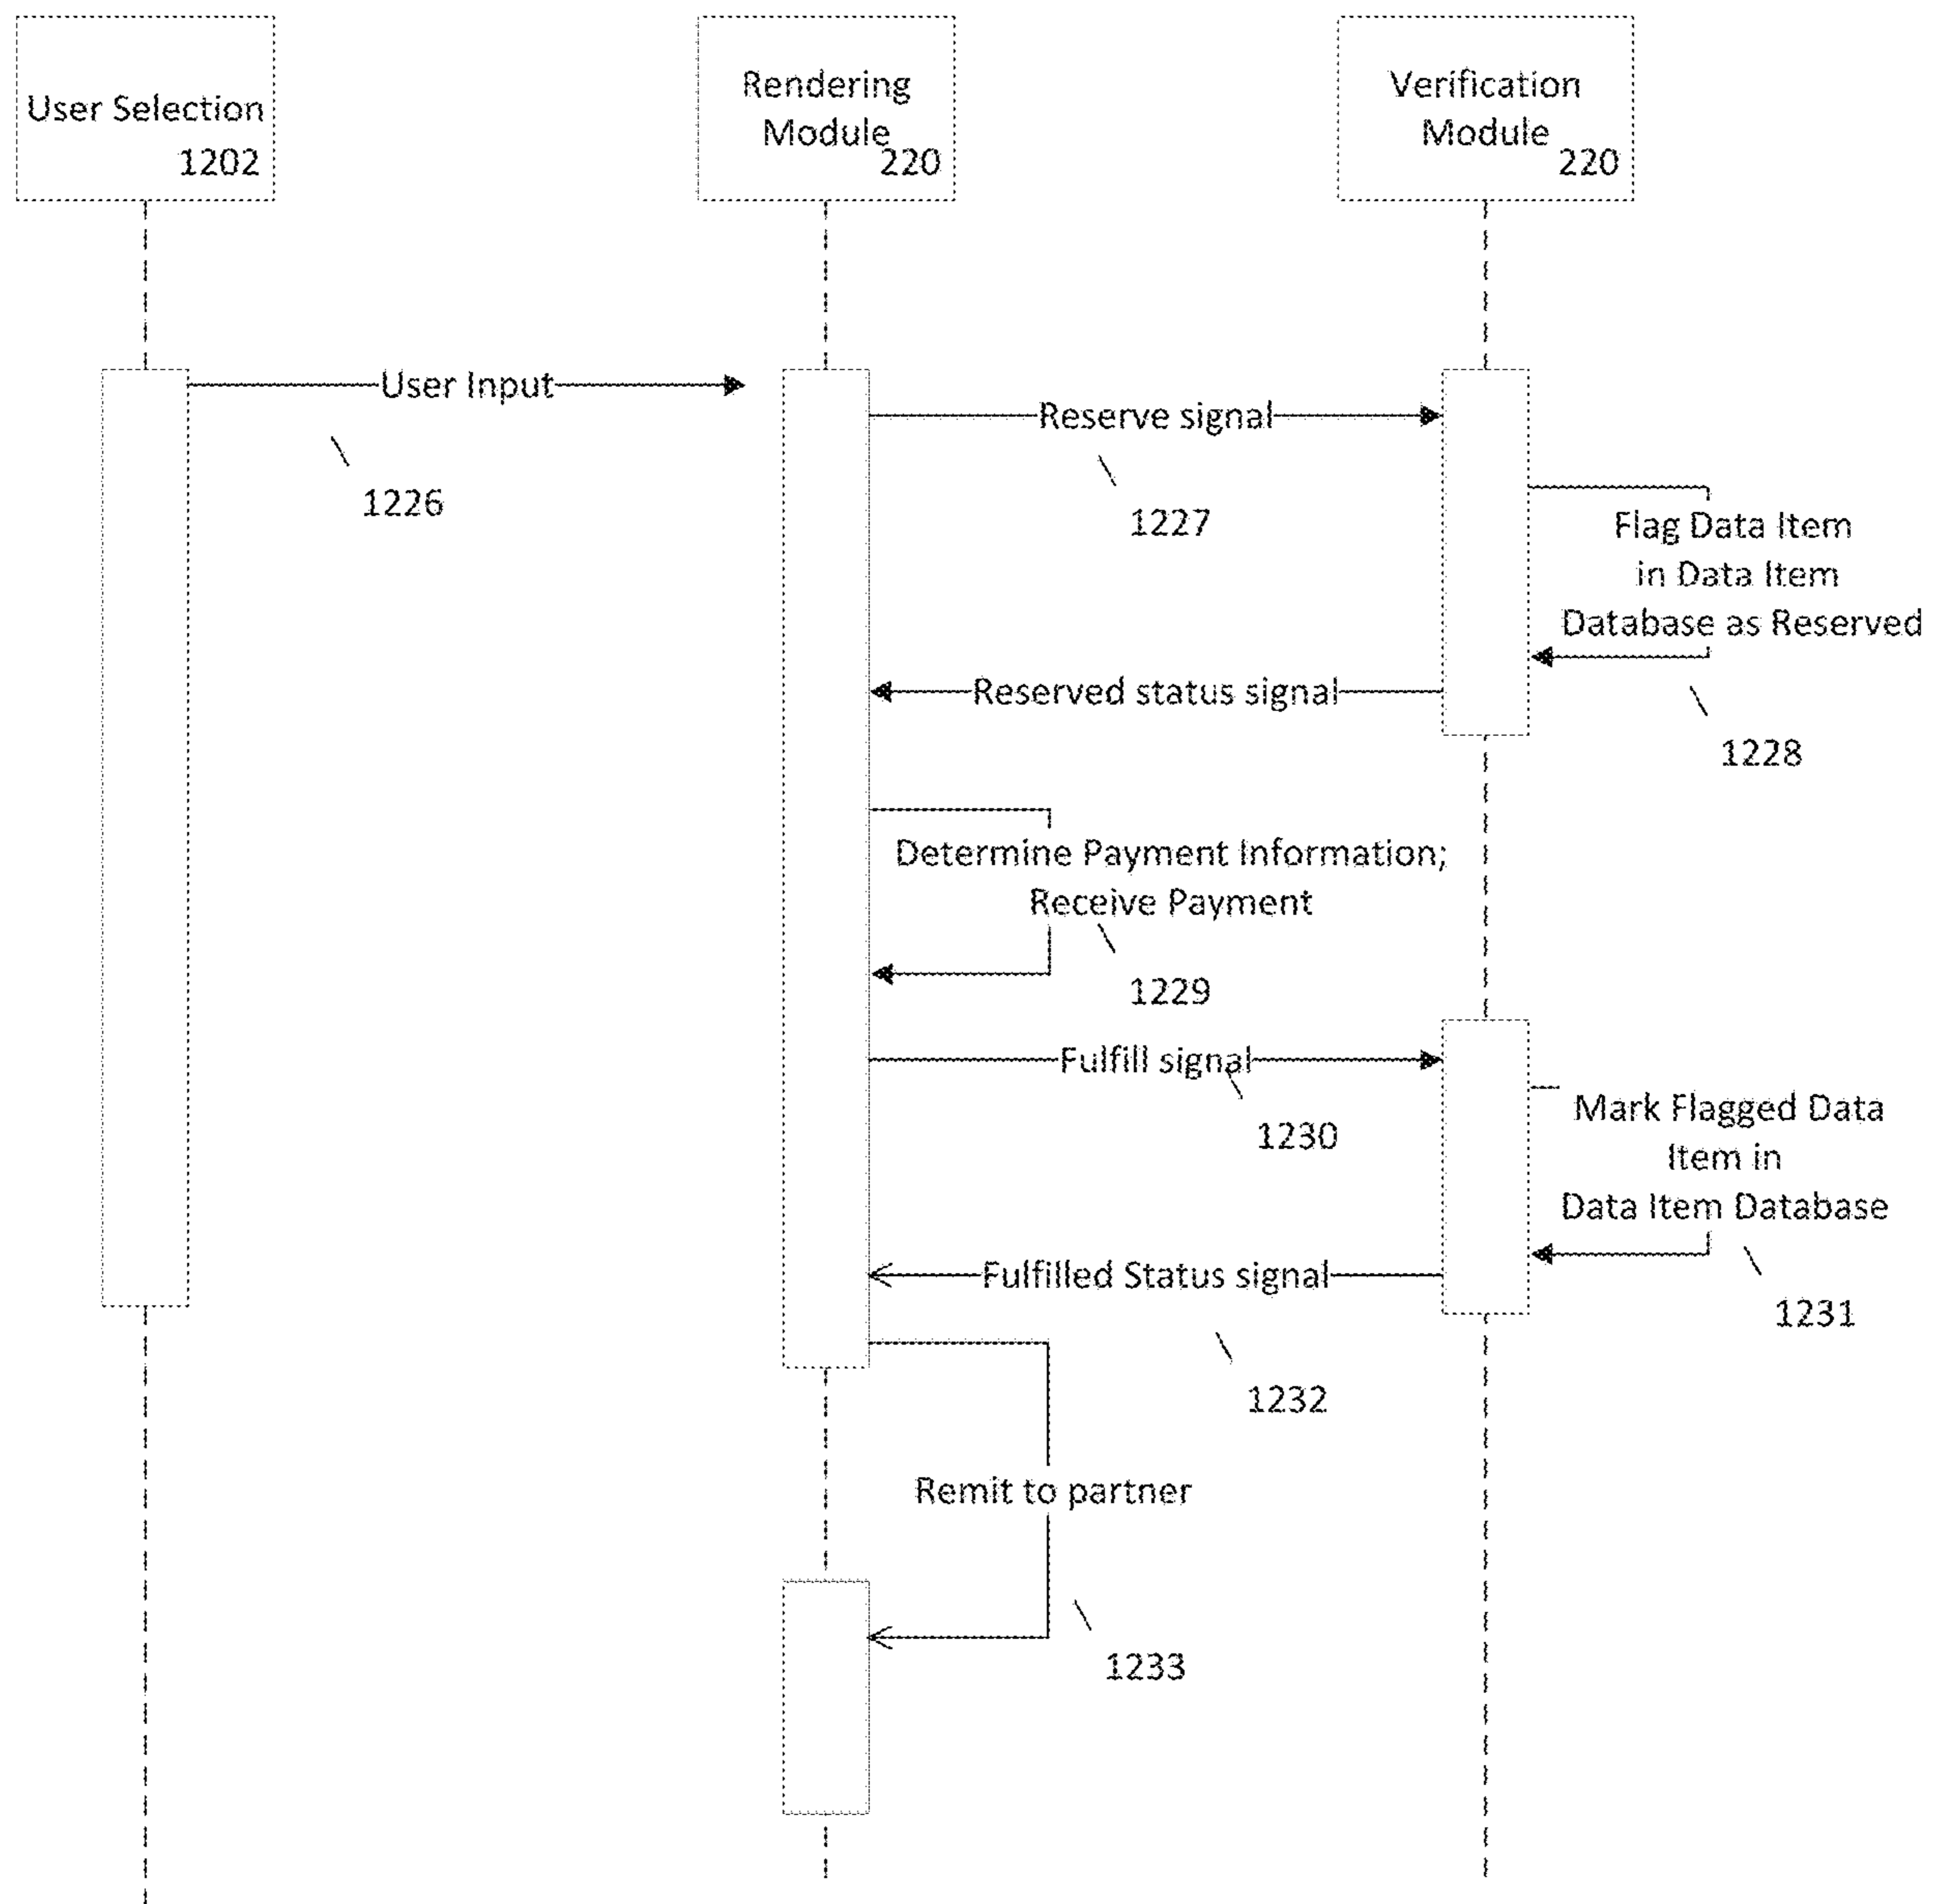 User Selection
1202
Rendering
Module
220
Verification
Module
220
User Input
1226
Reserve signal
1227
Flag Data Item
in Data Item
Database as Reserved
1228
Reserved status signal
Determine Payment Information;
Receive Payment
1229
Fulfill signal
1230
Mark Flagged Data
Item in
Data Item Database
1231
Fulfilled Status signal
1232
Remit to partner
1233